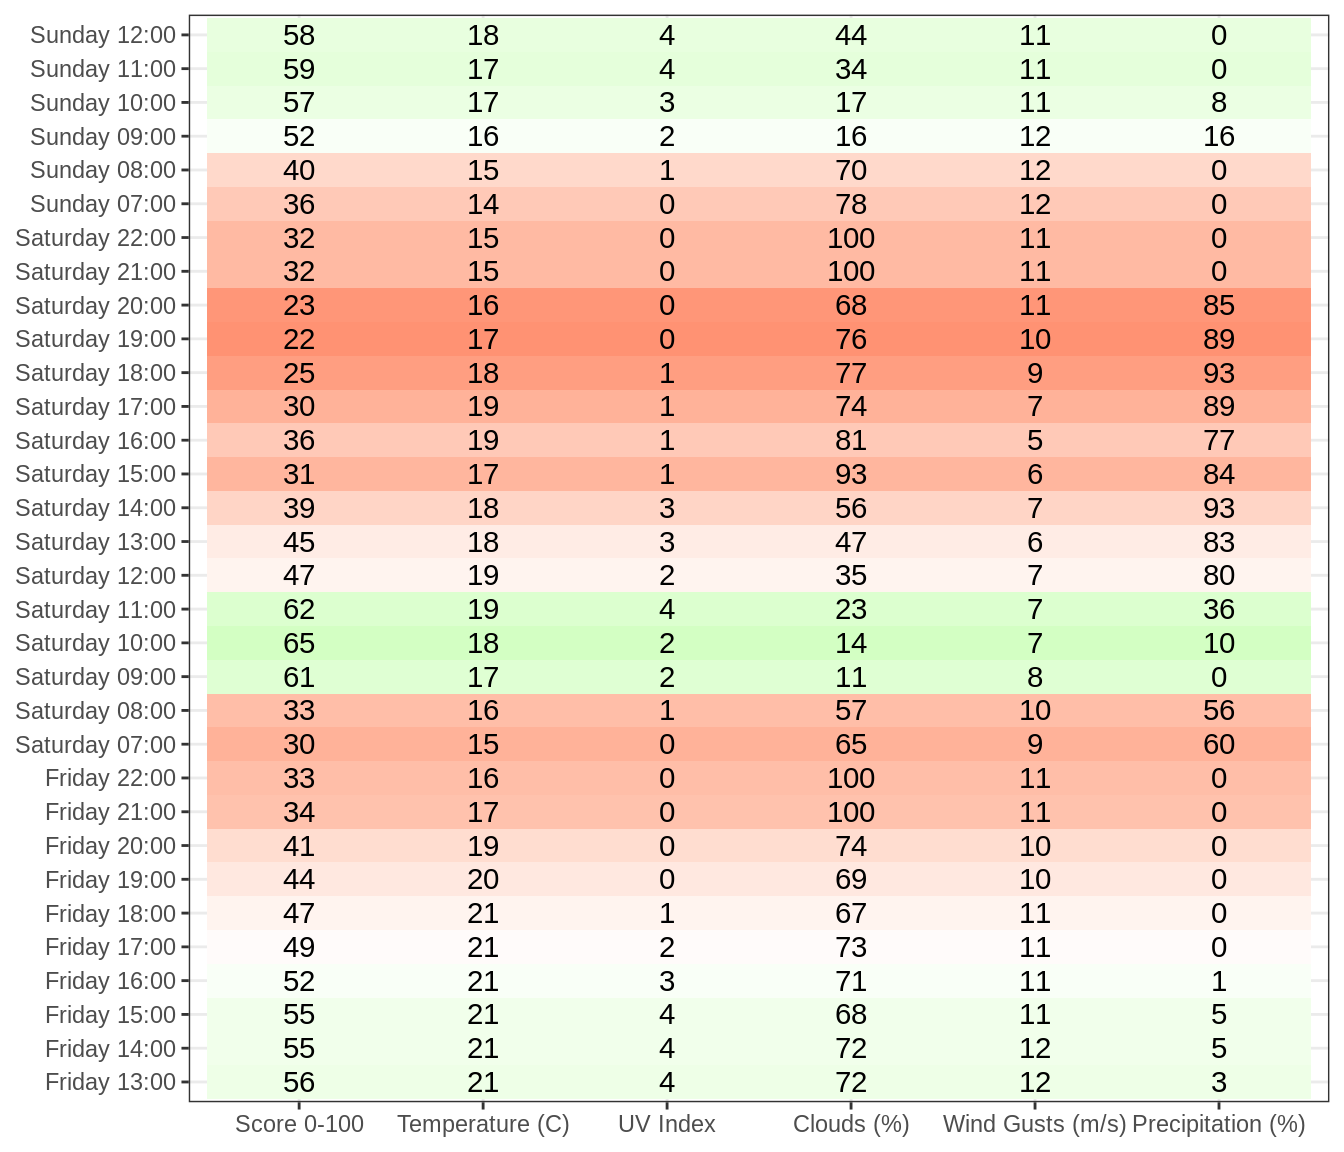 Sunday 12:00 58 18 4 44 11 0
Sunday 11:00 59 17 4 34 11 0
Sunday 10:00 57 17 3 17 11 8
Sunday 09:00 52 16 2 16 12 16
Sunday 08:00 40 15 1 70 12 0
Sunday 07:00 36 14 0 78 12 0
Saturday 22:00 32 15 0 100 11 0
Saturday 21:00 32 15 0 100 11 0
Saturday 20:00 23 16 0 68 11 85
Saturday 19:00 22 17 0 76 10 89
Saturday 18:00 25 18 1 77 9 93
Saturday 17:00 30 19 1 74 7 89
Saturday 16:00 36 19 1 81 5 77
Saturday 15:00 31 17 1 93 6 84
Saturday 14:00 39 18 3 56 7 93
Saturday 13:00 45 18 3 47 6 83
Saturday 12:00 47 19 2 35 7 80
Saturday 11:00 62 19 4 23 7 36
Saturday 10:00 65 18 2 14 7 10
Saturday 09:00 61 17 2 11 8 0
Saturday 08:00 33 16 1 57 10 56
Saturday 07:00 30 15 0 65 9 60
Friday 22:00 33 16 0 100 11 0
Friday 21:00 34 17 0 100 11 0
Friday 20:00 41 19 0 74 10 0
Friday 19:00 44 20 0 69 10 0
Friday 18:00 47 21 1 67 11 0
Friday 17:00 49 21 2 73 11 0
Friday 16:00 52 21 3 71 11 1
Friday 15:00 55 21 4 68 11 5
Friday 14:00 55 21 4 72 12 5
Friday 13:00 56 21 4 72 12 3
Score 0-100 Temperature (C) UV Index Clouds (%) Wind Gusts (m/s) Precipitation (%)